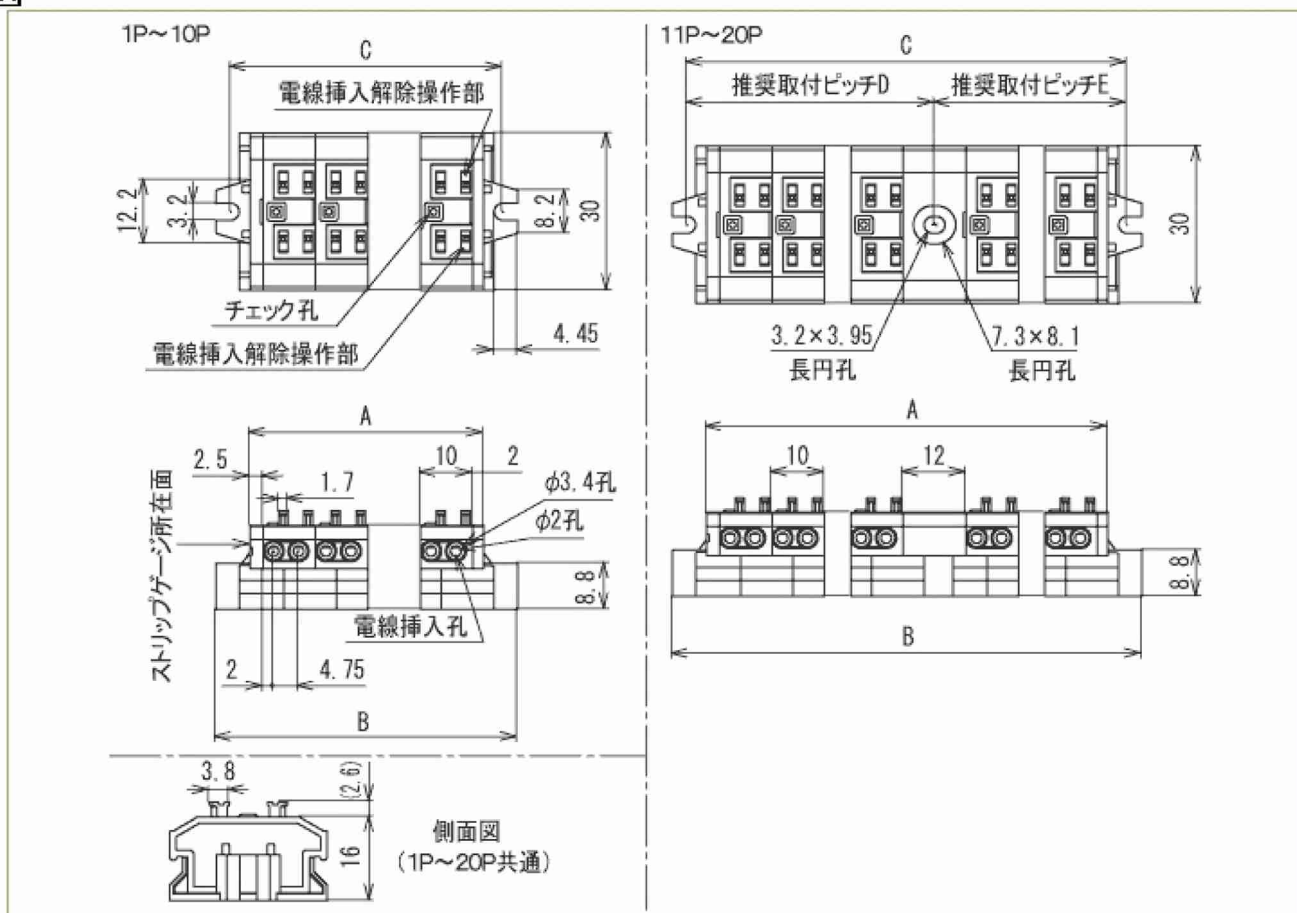 1P~10P
C
電線挿入解除操作部
12.2
3.2
8.2
30
チェック孔
電線挿入解除操作部
4.45
A
2.5
1.7
10
2
φ3.4孔
φ2孔
ストリップゲージ所在面
8.8
電線挿入孔
2
4.75
B
3.8
(2.6)
16
側面図
(1P~20P共通)
11P~20P
C
推奨取付ピッチD
推奨取付ピッチE
30
3.2×3.95
長円孔
7.3×8.1
長円孔
A
10
12
8.8
B